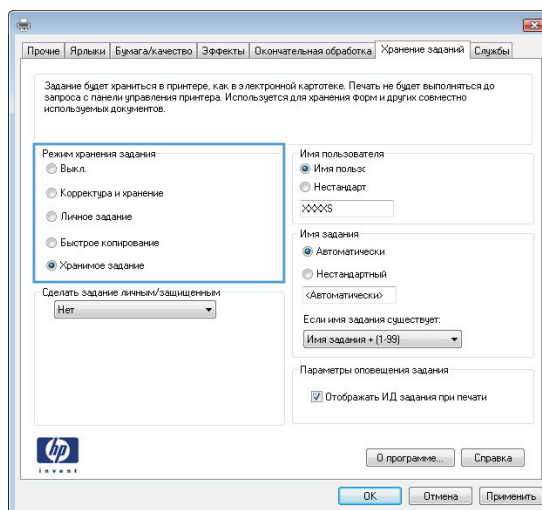 Прочие Ярлыки Бумага/качество Эффекты Окончательная обработка Хранение заданий Службы
Задание будет храниться в принтере, как в электронной картотеке. Печать не будет выполняться до
запроса с панели управления принтера. Используется для хранения форм и других совместно
используемых документов.
Режим хранения задания
Выкл.
Корректура и хранение
Личное задание
Быстрое копирование
Хранимое задание
Сделать задание личным/защищенным
Нет
Имя пользователя
Имя пользс
Нестандарт
XXXXS
Имя задания
Автоматически
Нестандартный
<Автоматически>
Если имя задания существует:
Имя задания + (1-99)
Параметры оповещения задания
Отображать ИД задания при печати
hp
invent
О программе... Справка
OK Отмена Применить